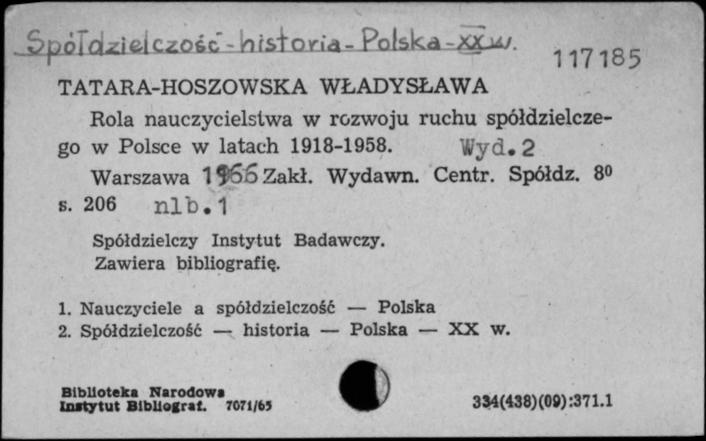 Spółdzielczość - historia - Polska - XX w.
117185
TATARA-HOSZOWSKA WŁADYSŁAWA
Rola nauczycielstwa w rozwoju ruchu spółdzielcze-
go w Polsce w latach 1918-1958. Wyd. 2
Warszawa 1966 Zakł. Wydawn. Centr. Spółdz. 8⁰
s. 206 nlb. 1
Spółdzielczy Instytut Badawczy.
Zawiera bibliografię.
1. Nauczyciele a spółdzielczość — Polska
2. Spółdzielczość — historia — Polska — XX w.
Biblioteka Narodowa
Instytut Bibliograf. 7071/65
334(438)(09):371.1